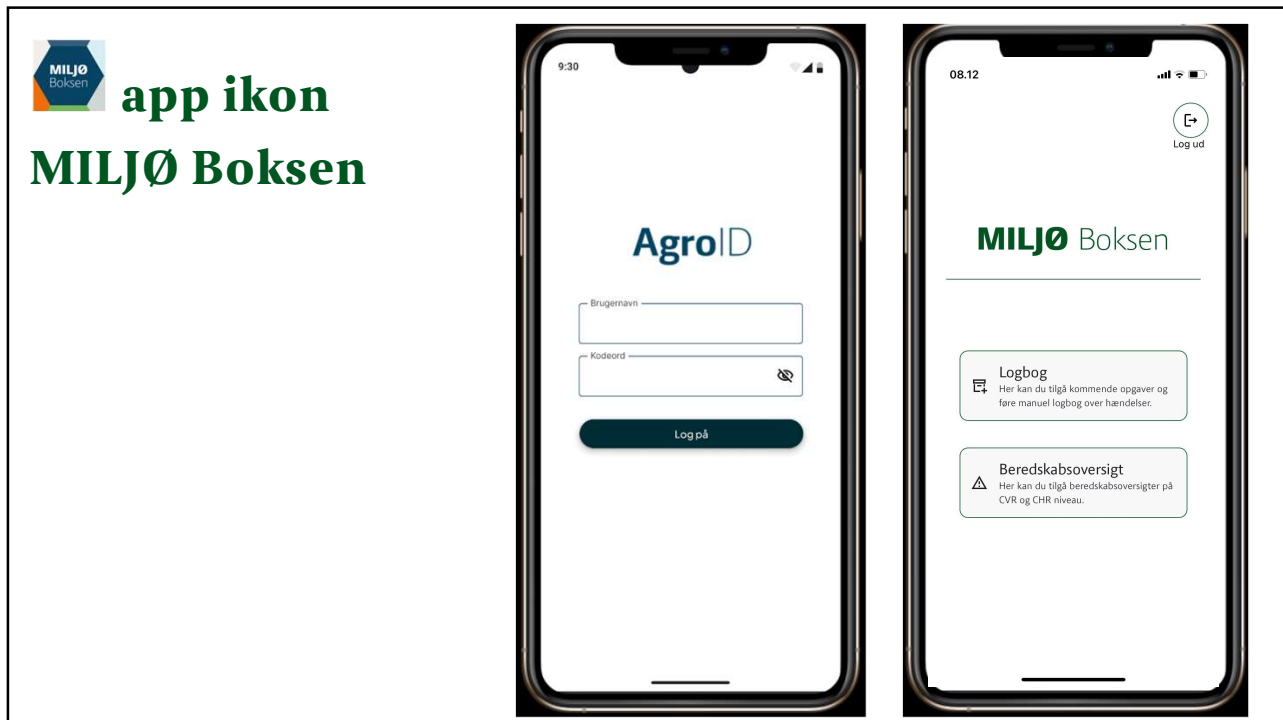 MILJØ
Boksen
app ikon
MILJØ Boksen
9:30
AgroID
Brugernavn
Kodeord
Log på
08.12
Log ud
MILJØ Boksen
Logbog
Her kan du tilgå kommende opgaver og
føre manuel logbog over hændelser.
Beredskabsoversigt
Her kan du tilgå beredskabsoversigter på
CVR og CHR niveau.